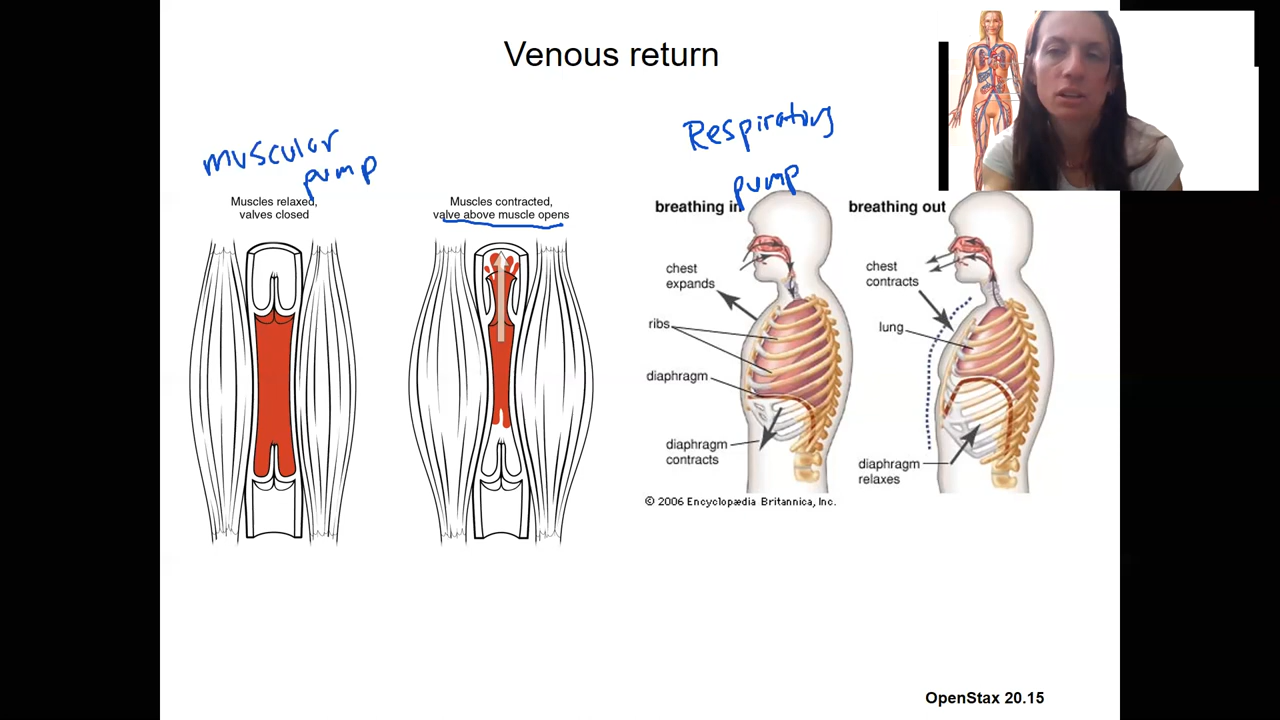 Venous return
muscular
pump
Muscles relaxed,
valves closed
Muscles contracted,
valve above muscle opens
Respiratory
pump
breathing in
chest
expands
ribs
diaphragm
diaphragm
contracts
breathing out
chest
contracts
lung
diaphragm
relaxes
© 2006 Encyclopædia Britannica, Inc.
OpenStax 20.15